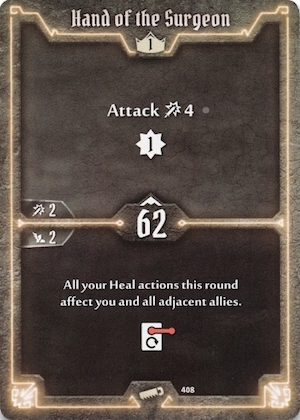 Hand of the Surgeon
1
Attack 4
1
2
62
2
All your Heal actions this round
affect you and all adjacent allies.
408